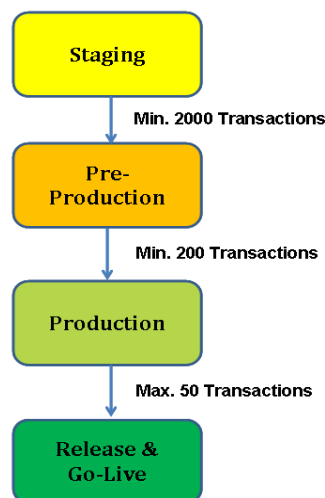 Staging
Min. 2000 Transactions
Pre-
Production
Min. 200 Transactions
Production
Max. 50 Transactions
Release &
Go-Live